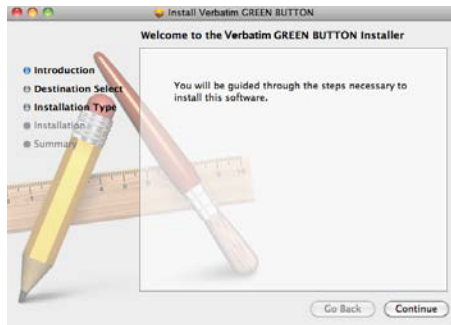 Install Verbatim GREEN BUTTON
Welcome to the Verbatim GREEN BUTTON Installer
Introduction
Destination Select
Installation Type
Installation
Summary
You will be guided through the steps necessary to
install this software.
Go Back
Continue